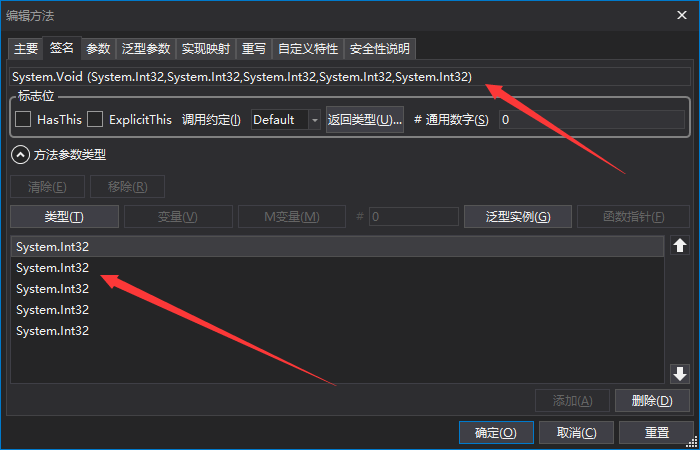 编辑方法
主要 签名 参数 泛型参数 实现映射 重写 自定义特性 安全性说明
System.Void (System.Int32,System.Int32,System.Int32,System.Int32,System.Int32)
标志位
HasThis ExplicitThis 调用约定(I) Default 返回类型(U)... # 通用数字(S) 0
方法参数类型
清除(E) 移除(R)
类型(T) 变量(V) M变量(M) # 0 泛型实例(G) 函数指针(F)
System.Int32
System.Int32
System.Int32
System.Int32
System.Int32
添加(A) 删除(D)
确定(O) 取消(C) 重置